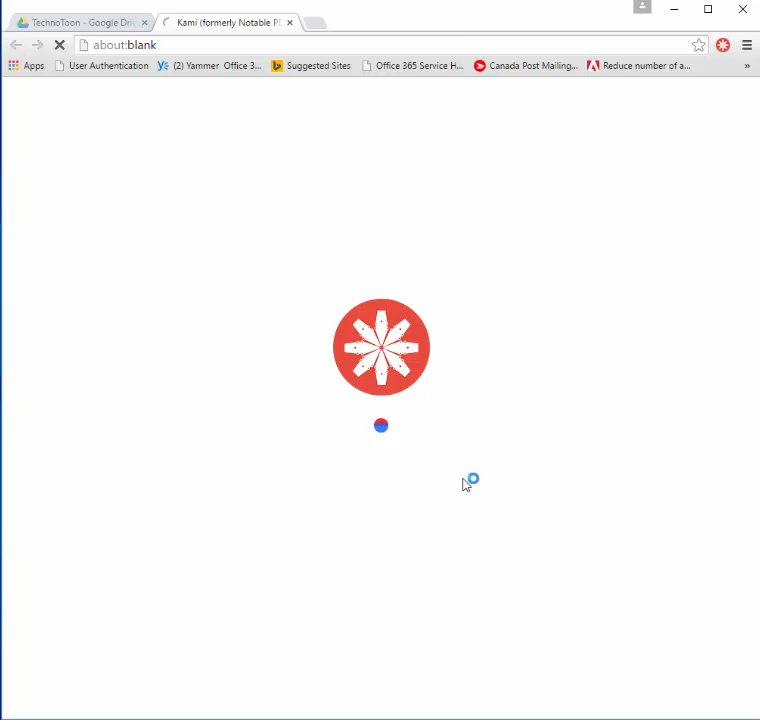 TechnoToon - Google Driv
Kami (formerly Notable P
about:blank
Apps
User Authentication
(2) Yammer Office 3...
Suggested Sites
Office 365 Service H...
Canada Post Mailing...
Reduce number of a...
»